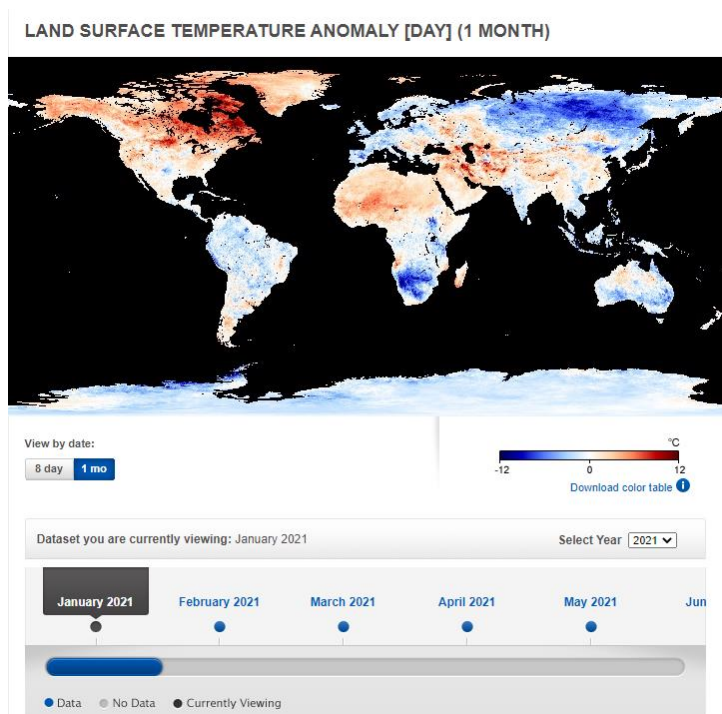 LAND SURFACE TEMPERATURE ANOMALY [DAY] (1 MONTH)
View by date:
8 day 1 mo
°C
-12 0 12
Download color table i
Dataset you are currently viewing: January 2021
Select Year 2021
January 2021 February 2021 March 2021 April 2021 May 2021 Jun
Data No Data Currently Viewing